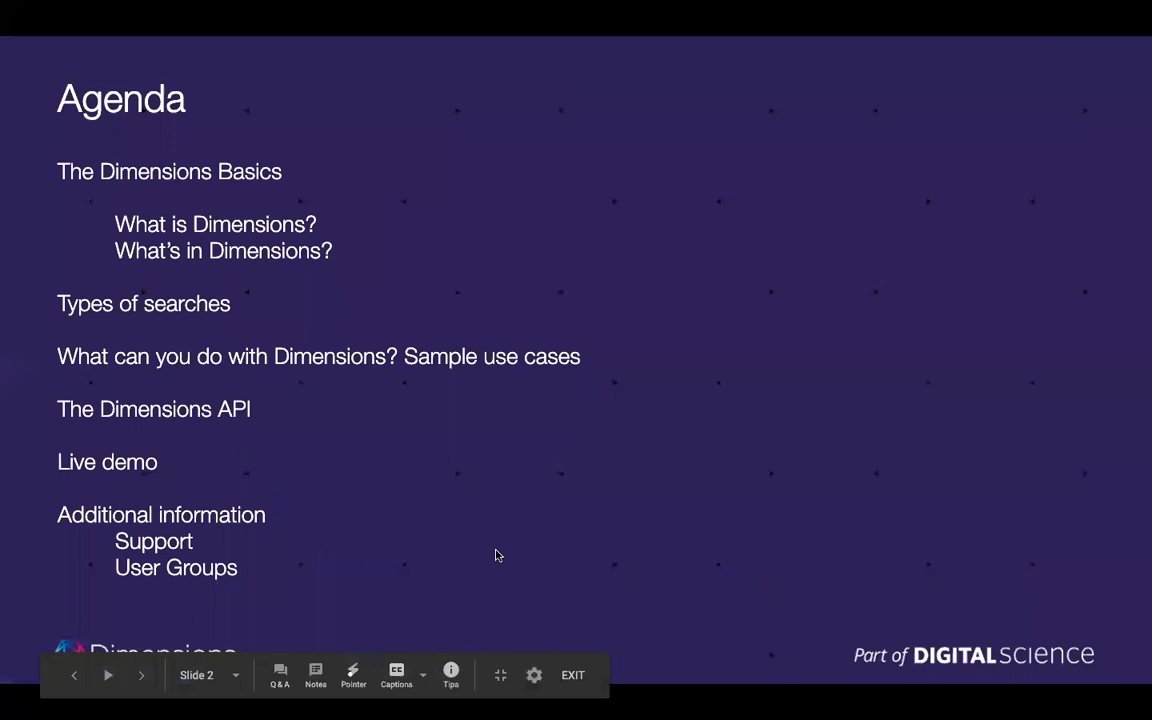 Agenda
The Dimensions Basics
What is Dimensions?
What's in Dimensions?
Types of searches
What can you do with Dimensions? Sample use cases
The Dimensions API
Live demo
Additional information
Support
User Groups
Dimensions
Part of DIGITALSCIENCE
Slide 2
Q & A
Notes
Pointer
CC
Captions
Tips
EXIT